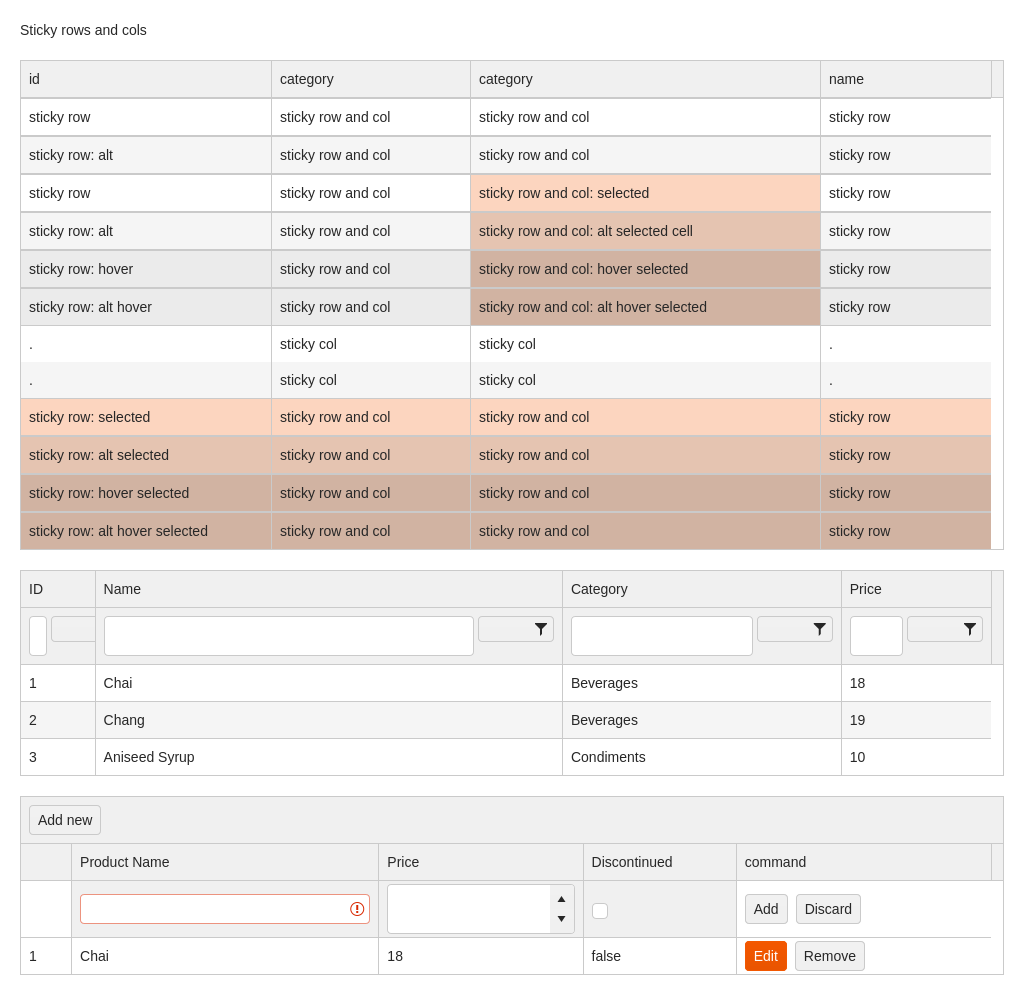 Sticky rows and cols
id category category name
sticky row sticky row and col sticky row and col sticky row
sticky row: alt sticky row and col sticky row and col sticky row
sticky row sticky row and col sticky row and col: selected sticky row
sticky row: alt sticky row and col sticky row and col: alt selected cell sticky row
sticky row: hover sticky row and col sticky row and col: hover selected sticky row
sticky row: alt hover sticky row and col sticky row and col: alt hover selected sticky row
. sticky col sticky col .
. sticky col sticky col .
sticky row: selected sticky row and col sticky row and col sticky row
sticky row: alt selected sticky row and col sticky row and col sticky row
sticky row: hover selected sticky row and col sticky row and col sticky row
sticky row: alt hover selected sticky row and col sticky row and col sticky row
ID Name Category Price
1 Chai Beverages 18
2 Chang Beverages 19
3 Aniseed Syrup Condiments 10
Add new
Product Name Price Discontinued command
Add Discard
1 Chai 18 false Edit Remove